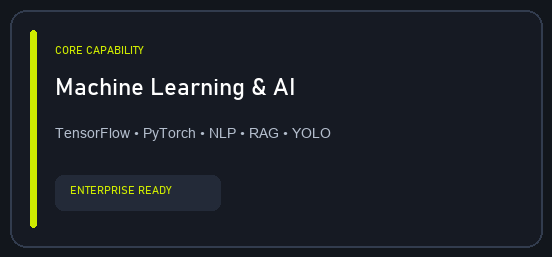 CORE CAPABILITY
Machine Learning & AI
TensorFlow • PyTorch • NLP • RAG • YOLO
ENTERPRISE READY